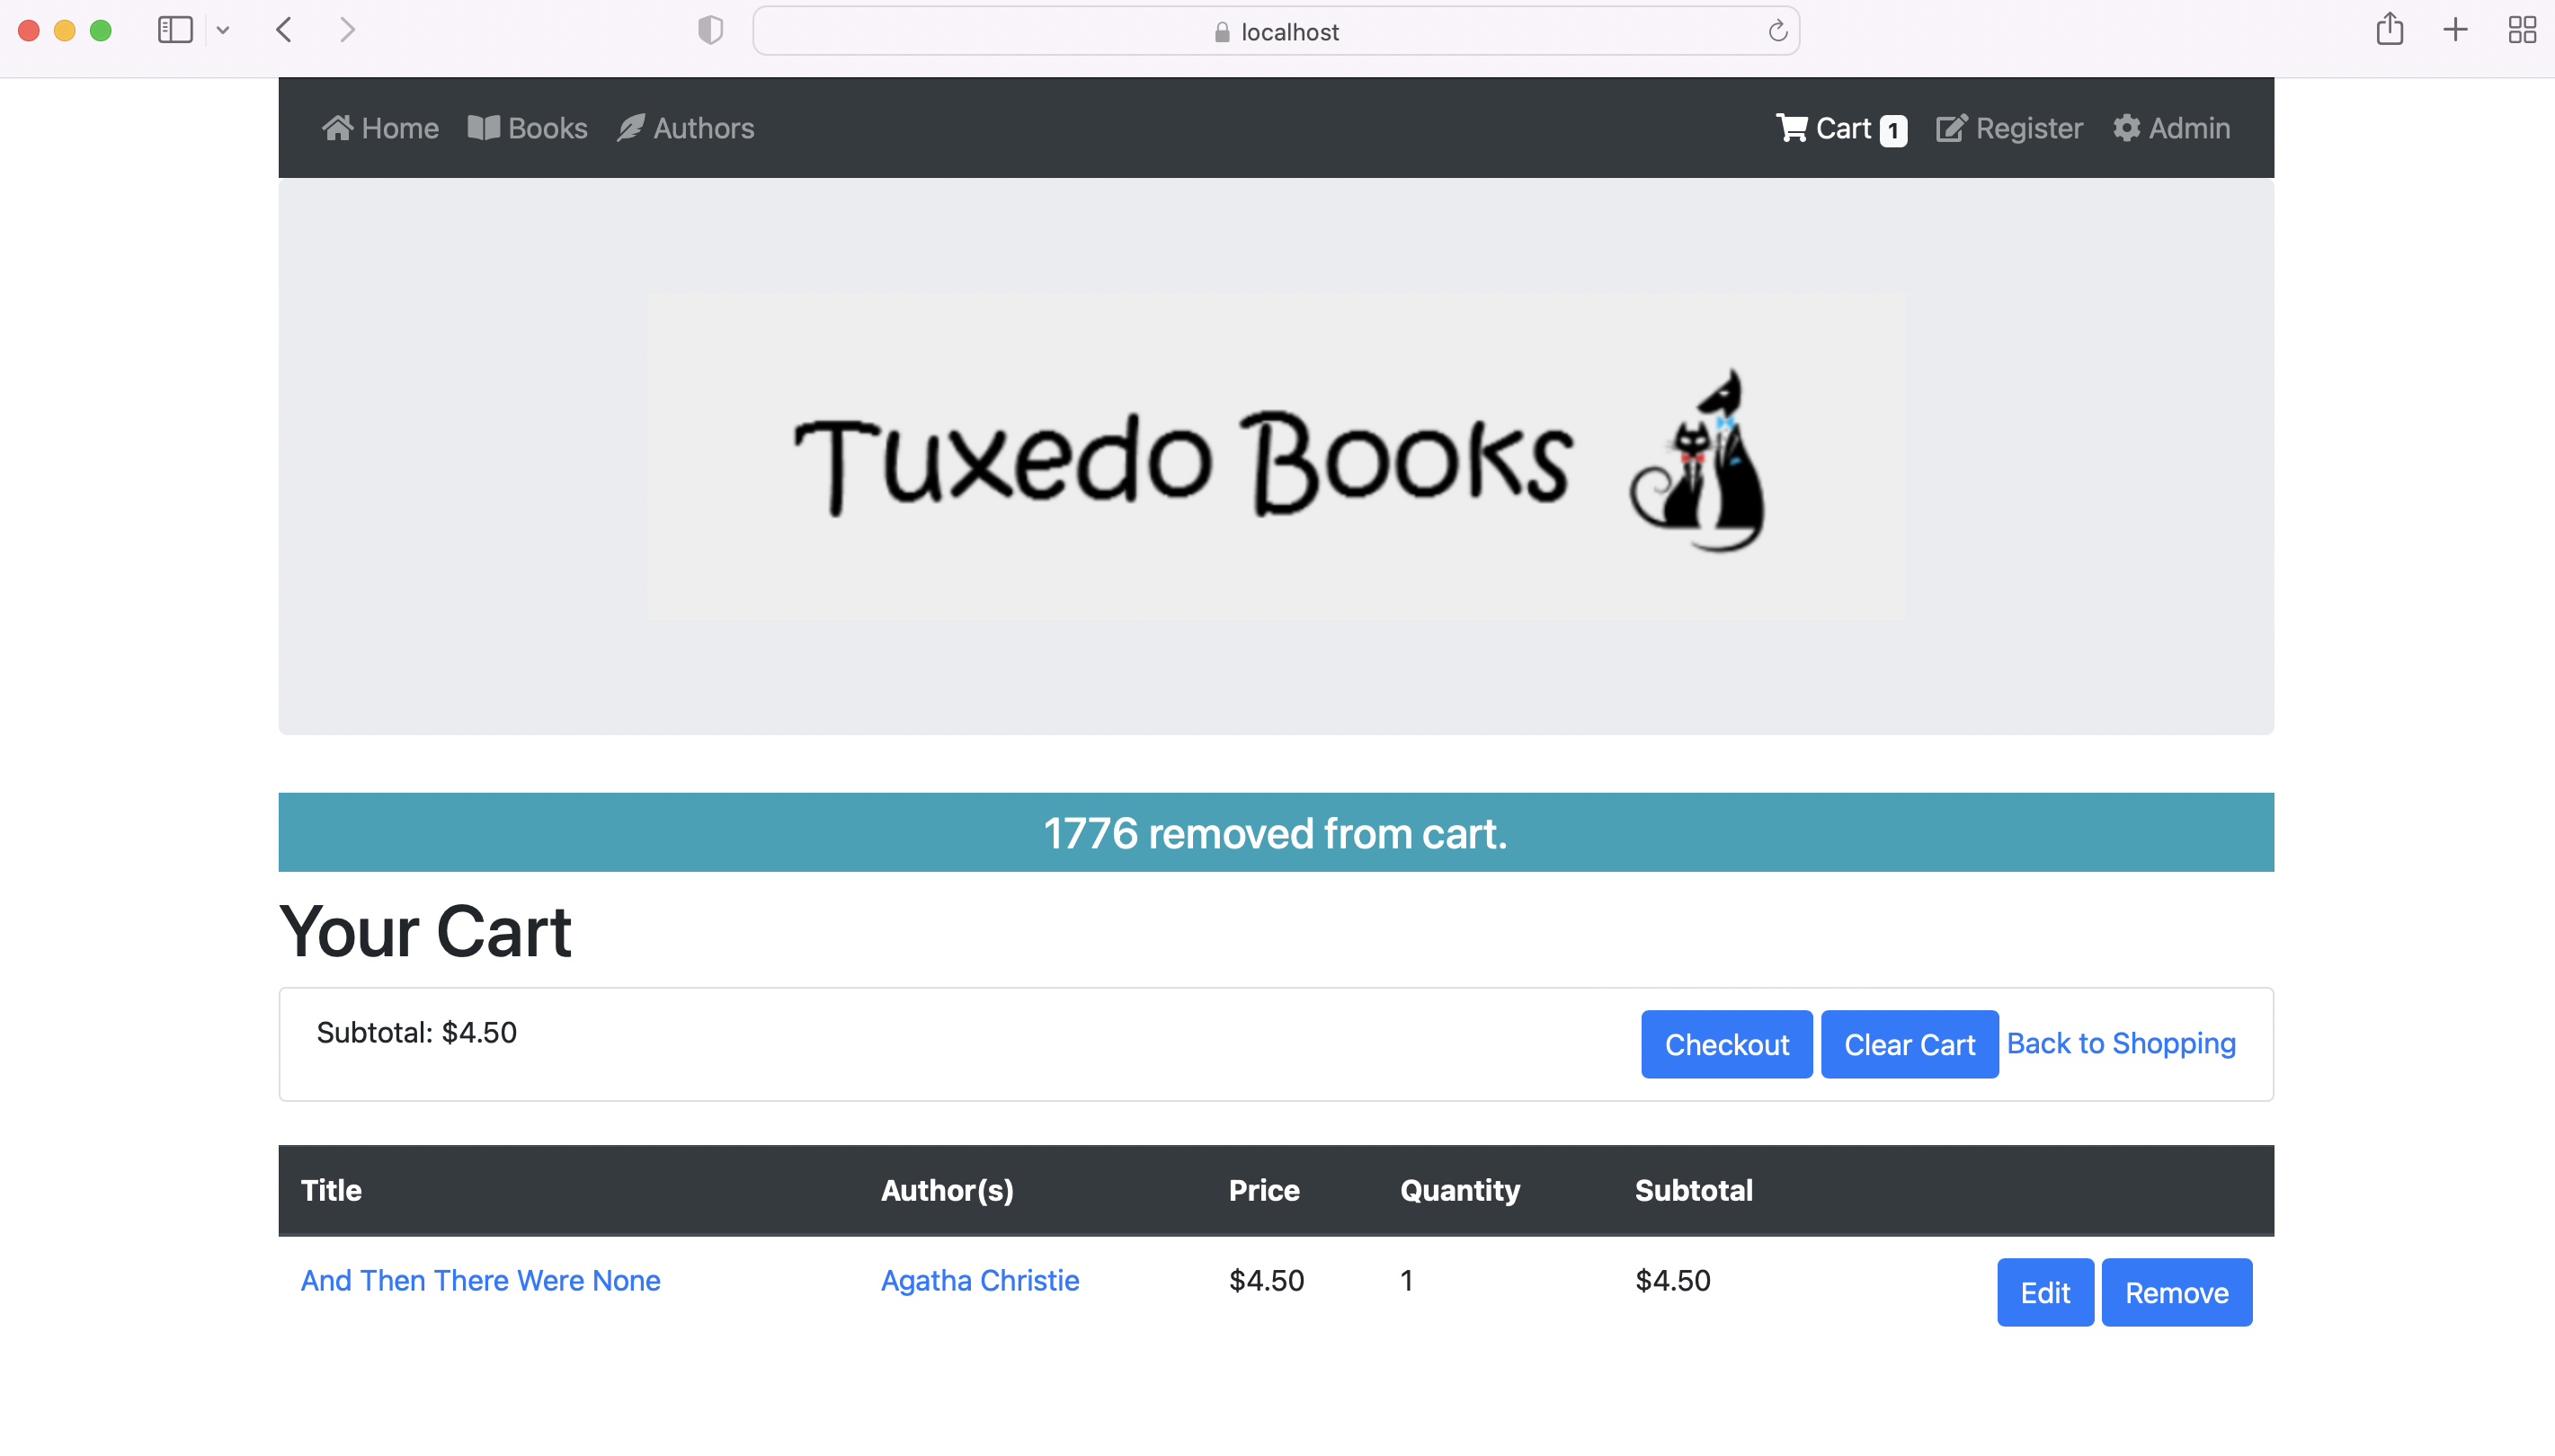 localhost
Home Books Authors Cart 1 Register Admin
Tuxedo Books
1776 removed from cart.
Your Cart
Subtotal: $4.50 Checkout Clear Cart Back to Shopping
Title Author(s) Price Quantity Subtotal
And Then There Were None Agatha Christie $4.50 1 $4.50 Edit Remove